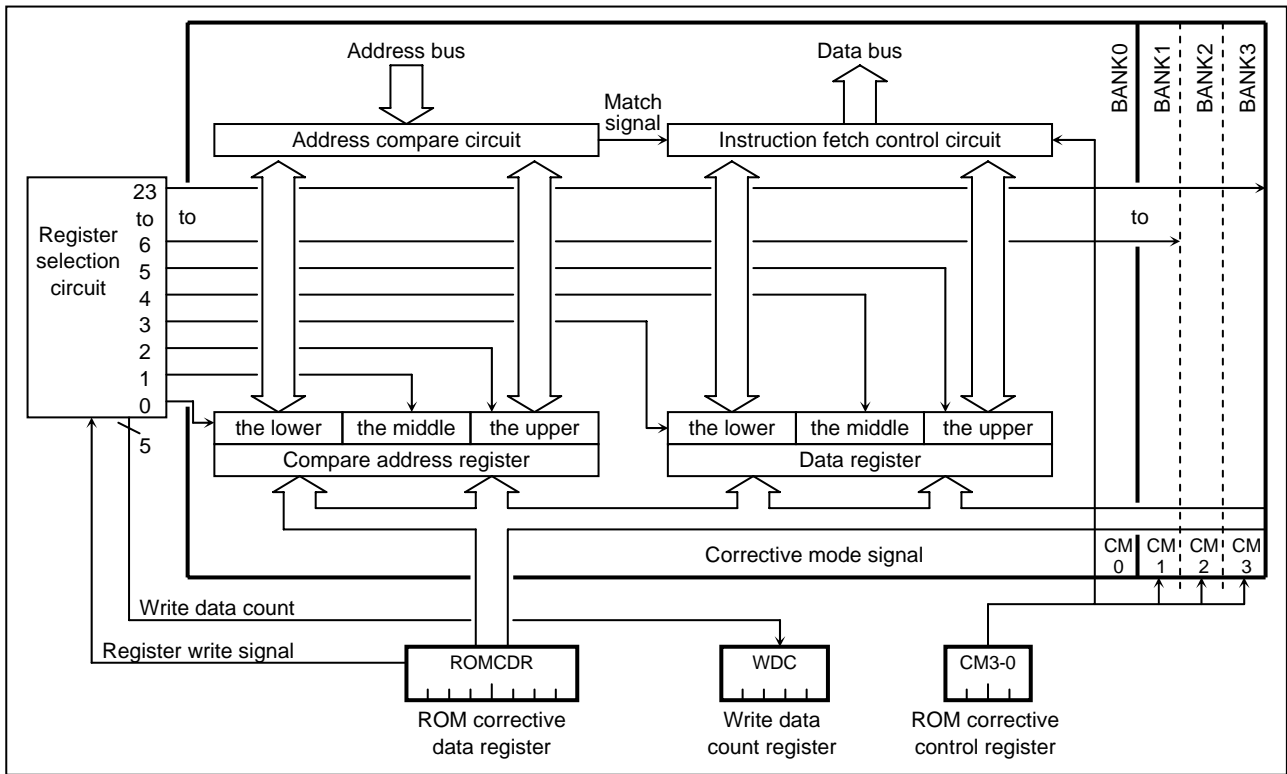 Address bus
Data bus
BANK0
BANK1
BANK2
BANK3
Match
signal
Address compare circuit
Instruction fetch control circuit
23
to
to
to
6
Register
selection
circuit
5
4
3
2
1
0
5
the lower
the middle
the upper
the lower
the middle
the upper
Compare address register
Data register
Corrective mode signal
CM
0
CM
1
CM
2
CM
3
Write data count
Register write signal
ROMCDR
WDC
CM3-0
ROM corrective
data register
Write data
count register
ROM corrective
control register